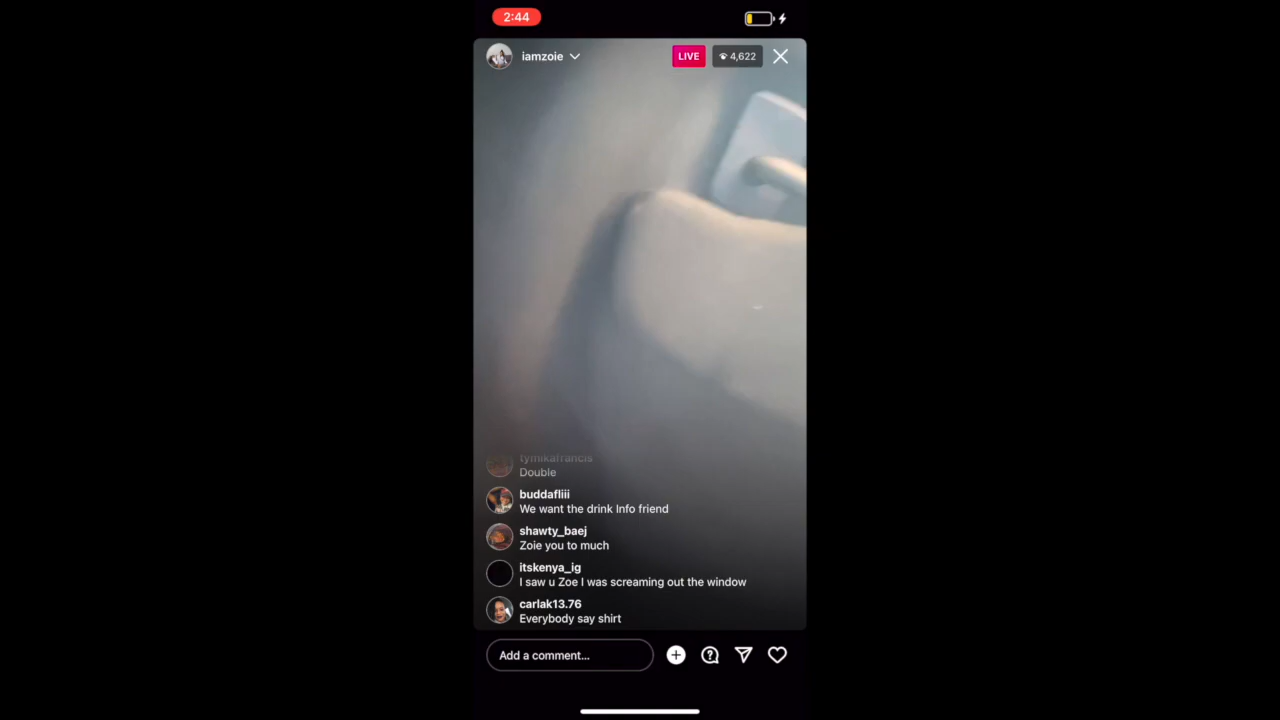 2:44
iamzoie
LIVE
4,622
tymikafrancis
Double
buddafliii
We want the drink Info friend
shawty_baej
Zoie you to much
itskenya_ig
I saw u Zoe I was screaming out the window
carlak13.76
Everybody say shirt
Add a comment...